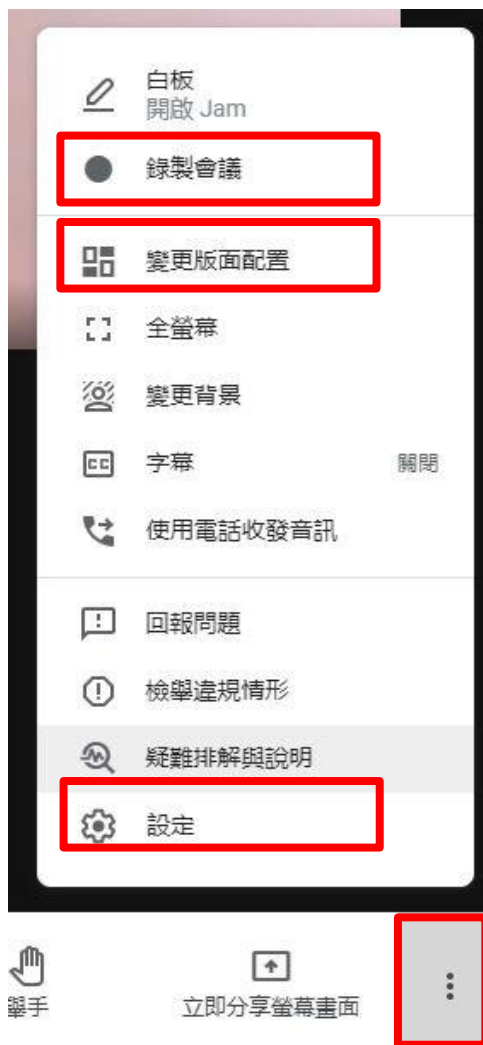 白板
開啟 Jam
錄製會議
變更版面配置
全螢幕
變更背景
字幕 關閉
使用電話收發音訊
回報問題
檢舉違規情形
疑難排解與說明
設定
舉手 立即分享螢幕畫面